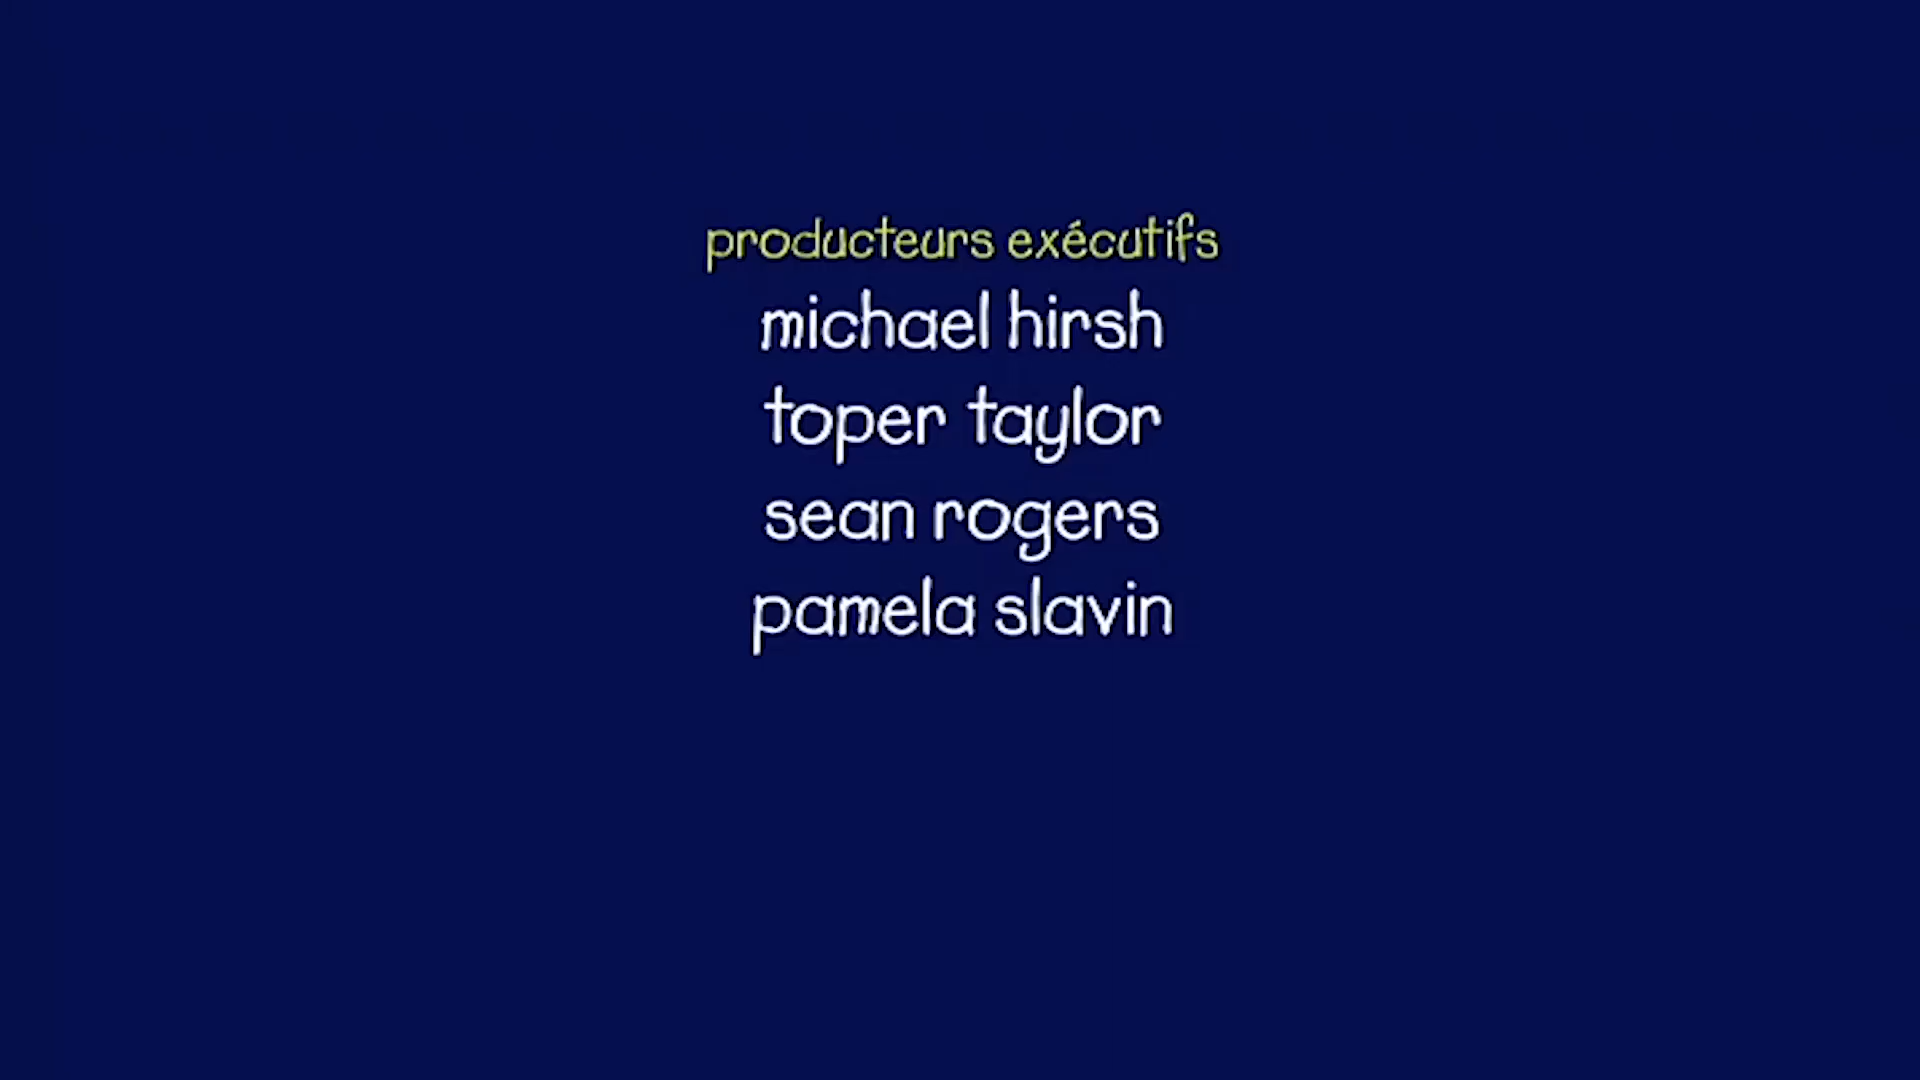 producteurs exécutifs
michael hirsh
toper taylor
sean rogers
pamela slavin